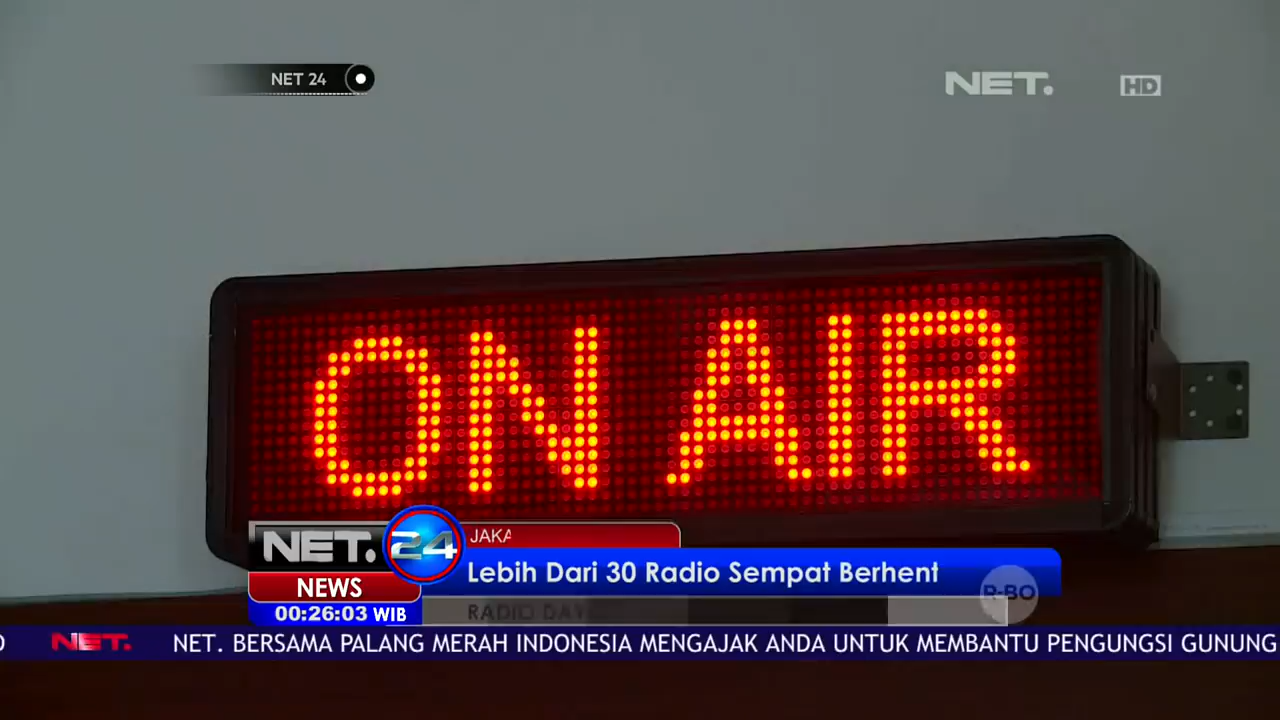 NET 24
NET.
HD
ON AIR
NET. 24
JAKA
NEWS
Lebih Dari 30 Radio Sempat Berhent
00:26:03 WIB
RADIO DAY
R-BO
NET.
NET. BERSAMA PALANG MERAH INDONESIA MENGAJAK ANDA UNTUK MEMBANTU PENGUNGSI GUNUNG